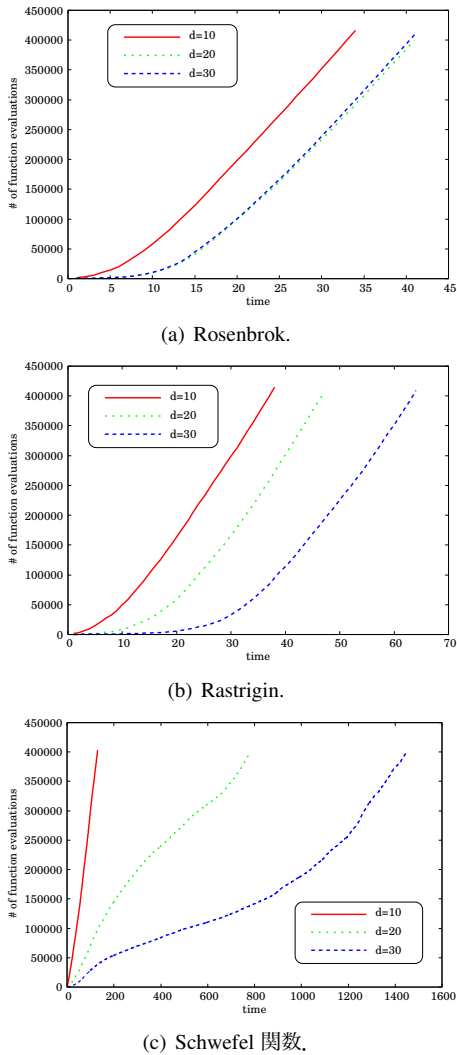 450000
400000
350000
300000
250000
200000
150000
100000
50000
0
# of function evaluations
d=10
d=20
d=30
0 5 10 15 20 25 30 35 40 45
time
(a) Rosenbrok.
450000
400000
350000
300000
250000
200000
150000
100000
50000
0
# of function evaluations
d=10
d=20
d=30
0 10 20 30 40 50 60 70
time
(b) Rastrigin.
450000
400000
350000
300000
250000
200000
150000
100000
50000
0
# of function evaluations
d=10
d=20
d=30
0 200 400 600 800 1000 1200 1400 1600
time
(c) Schwefel 関数.